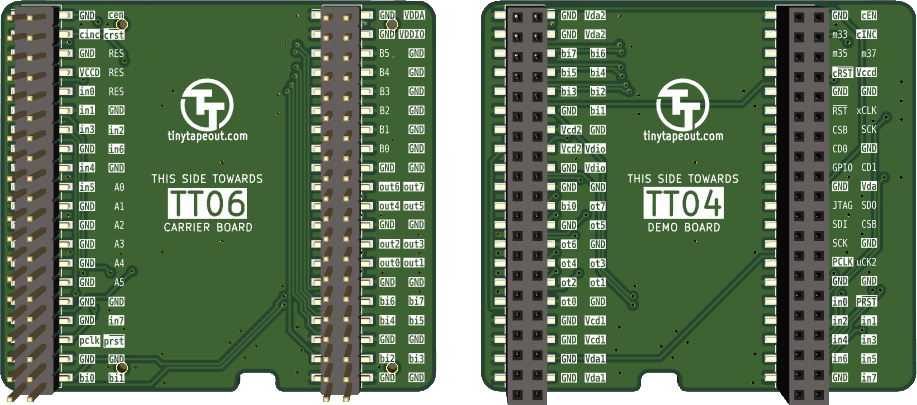 GND cen
cinc crst
GND RES
VCCD RES
in0 RES
in1 GND
in3 in2
GND in6
in4 GND
in5 A0
GND A1
GND A2
GND A3
GND A4
GND A5
GND GND
GND in7
pclk prst
GND GND
bi0 bi1
tinytapeout.com
THIS SIDE TOWARDS
TT06
CARRIER BOARD
GND VDDA
GND VDDIO
B5 GND
B4 GND
B3 GND
B2 GND
B1 GND
B0 GND
GND GND
out6 out7
out4 out5
GND GND
out2 out3
out0 out1
GND GND
bi6 bi7
bi4 bi5
GND GND
bi2 bi3
GND GND
GND Vda2
GND Vda2
bi7 bi6
bi5 bi4
bi3 bi2
GND bi1
Vcd2 GND
Vcd2 Vdio
GND Vdio
GND GND
bi0 ot7
GND ot5
ot6 GND
ot4 ot3
ot2 ot1
ot0 GND
GND Vcd1
GND Vcd1
GND Vda1
GND Vda1
tinytapeout.com
THIS SIDE TOWARDS
TT04
DEMO BOARD
GND cEN
m33 cINC
m35 m37
cRST Vccd
GND GND
RST xCLK
CSB SCK
CD0 GND
GPIO CD1
GND Vda
JTAG SDO
SDI CSB
SCK GND
PCLK uCK2
GND GND
in0 PRST
in2 in1
in4 in3
in6 in5
GND in7